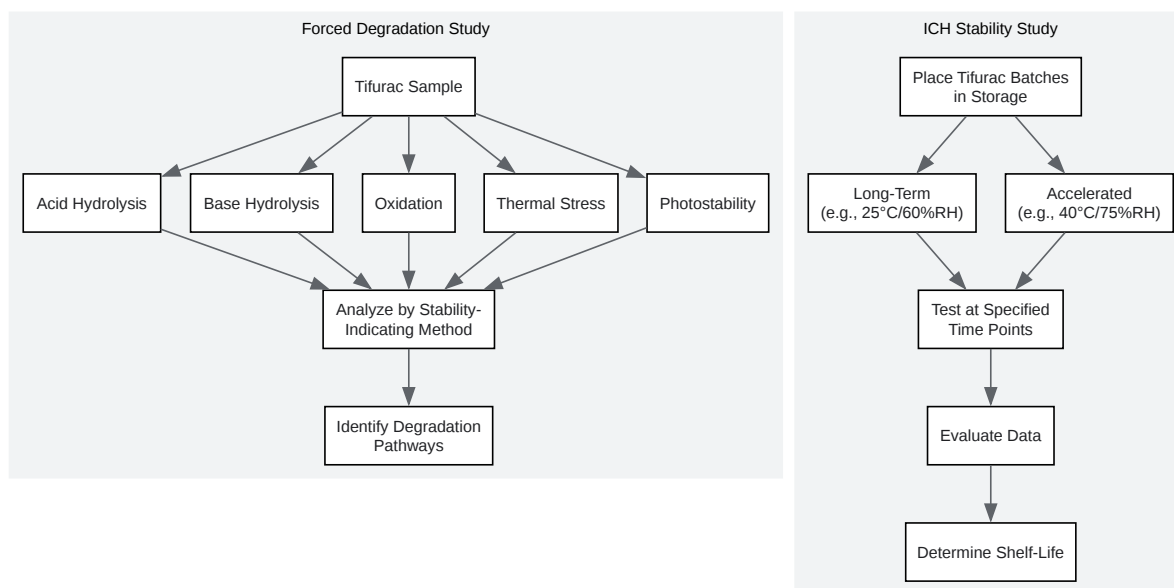 Forced Degradation Study
Tifurac Sample
Acid Hydrolysis
Base Hydrolysis
Oxidation
Thermal Stress
Photostability
Analyze by Stability-
Indicating Method
Identify Degradation
Pathways
ICH Stability Study
Place Tifurac Batches
in Storage
Long-Term
(e.g., 25°C/60%RH)
Accelerated
(e.g., 40°C/75%RH)
Test at Specified
Time Points
Evaluate Data
Determine Shelf-Life